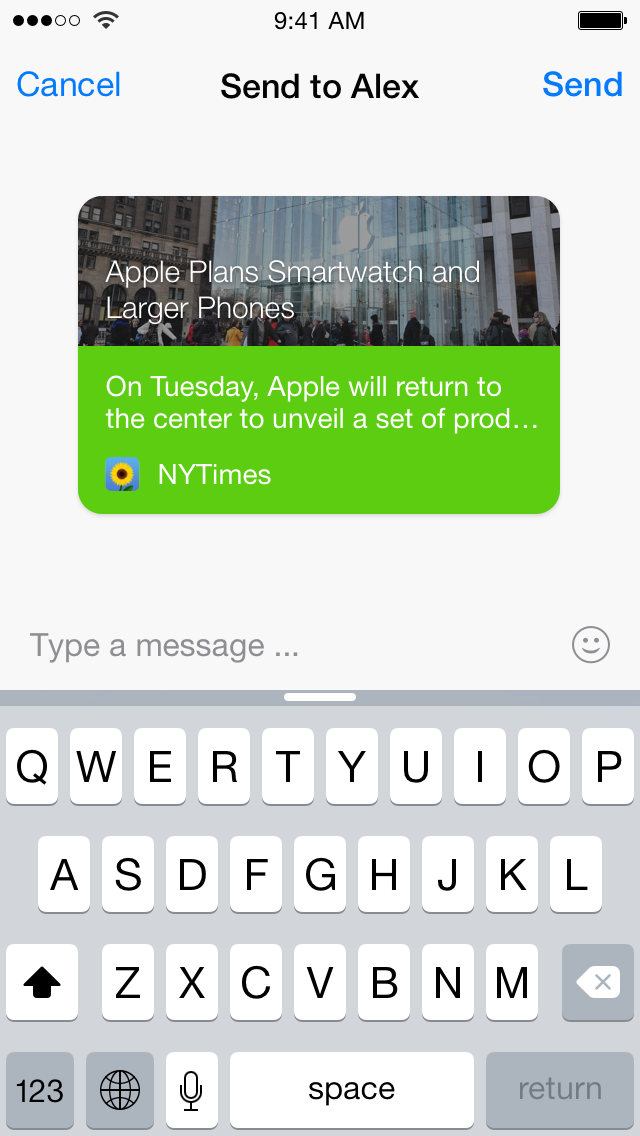 9:41 AM
Cancel Send to Alex Send
Apple Plans Smartwatch and
Larger Phones
On Tuesday, Apple will return to
the center to unveil a set of prod...
NYTimes
Type a message ...
Q W E R T Y U I O P
A S D F G H J K L
Z X C V B N M
123 space return